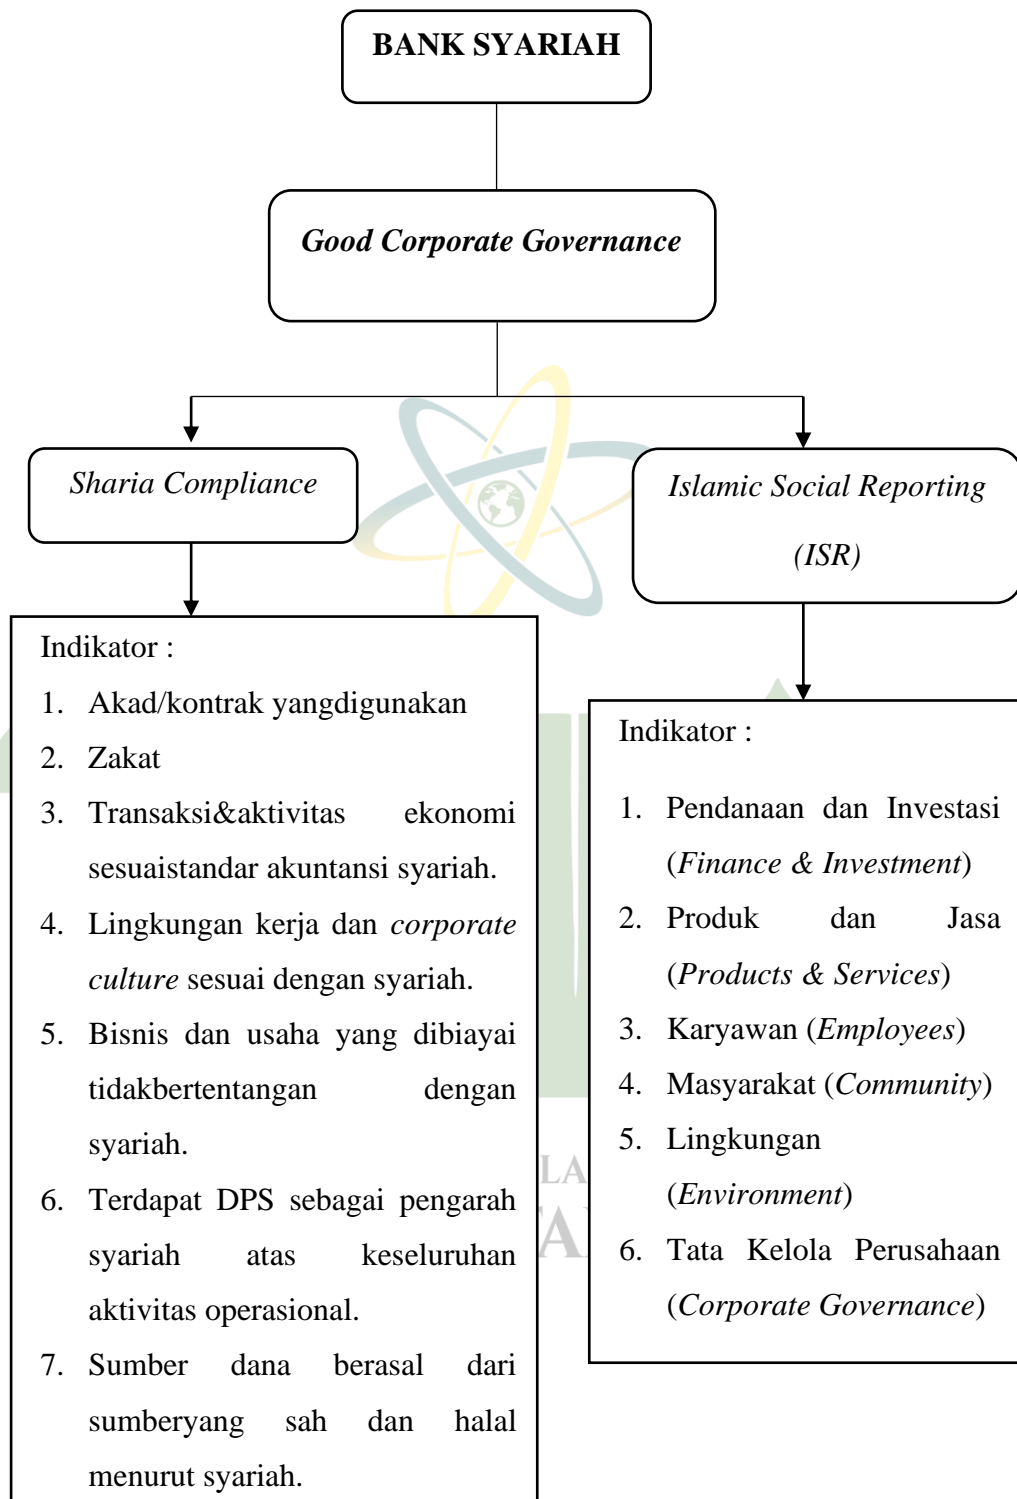 BANK SYARIAH
Good Corporate Governance
Sharia Compliance
Islamic Social Reporting
(ISR)
Indikator :
1. Akad/kontrak yangdigunakan
2. Zakat
3. Transaksi&aktivitas ekonomi
sesuaistandar akuntansi syariah.
4. Lingkungan kerja dan corporate
culture sesuai dengan syariah.
5. Bisnis dan usaha yang dibiayai
tidakbertentangan dengan
syariah.
6. Terdapat DPS sebagai pengarah
syariah atas keseluruhan
aktivitas operasional.
7. Sumber dana berasal dari
sumberyang sah dan halal
menurut syariah.
Indikator :
1. Pendanaan dan Investasi
(Finance & Investment)
2. Produk dan Jasa
(Products & Services)
3. Karyawan (Employees)
4. Masyarakat (Community)
5. Lingkungan
(Environment)
6. Tata Kelola Perusahaan
(Corporate Governance)